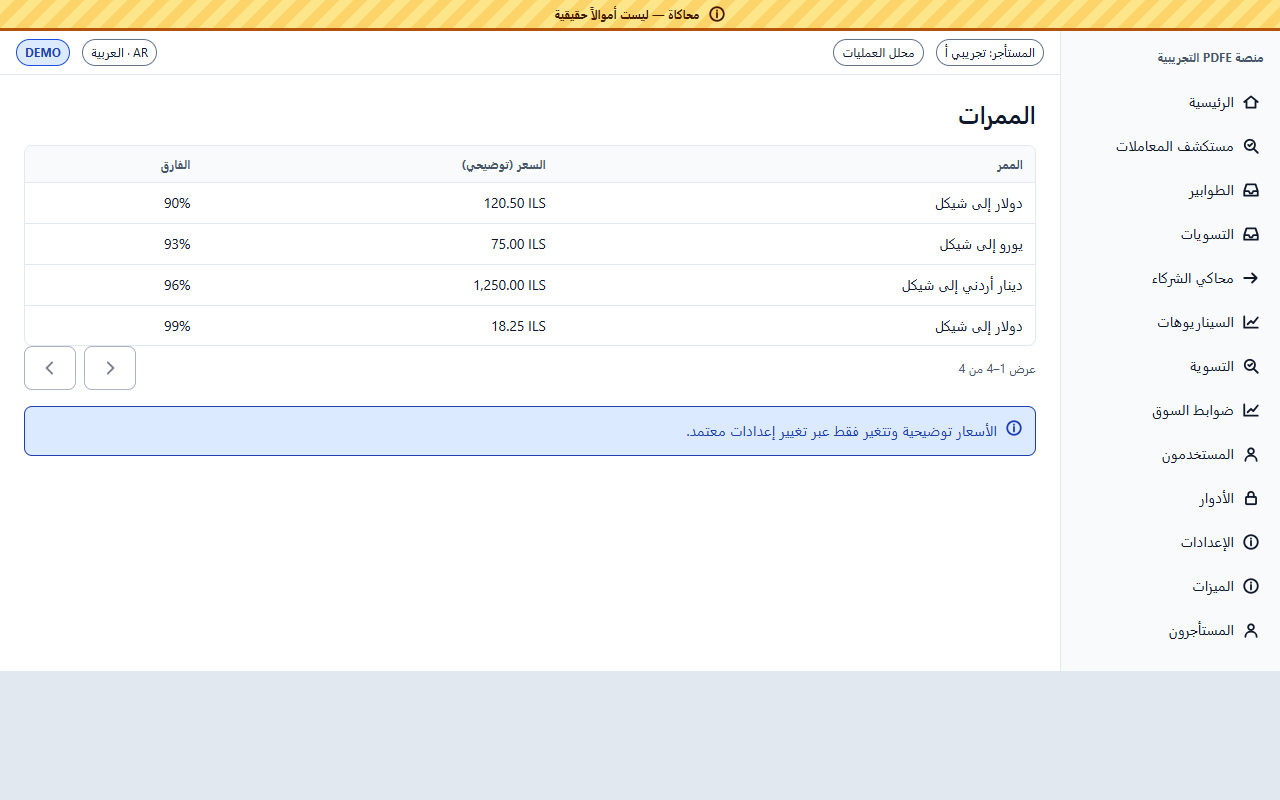 محاكاة — ليست أموالاً حقيقية
منصة PDFE التجريبية
المستأجر: تجريبي أ
محلل العمليات
AR · العربية
DEMO
الرئيسية
مستكشف المعاملات
الطوابير
التسويات
محاكي الشركاء
السيناريوهات
التسوية
ضوابط السوق
المستخدمون
الأدوار
الإعدادات
الميزات
المستأجرون
الممرات
الممر السعر (توضيحي) الفارق
دولار إلى شيكل 120.50 ILS 90%
يورو إلى شيكل 75.00 ILS 93%
دينار أردني إلى شيكل 1,250.00 ILS 96%
دولار إلى شيكل 18.25 ILS 99%
عرض 1–4 من 4
الأسعار توضيحية وتتغير فقط عبر تغيير إعدادات معتمد.